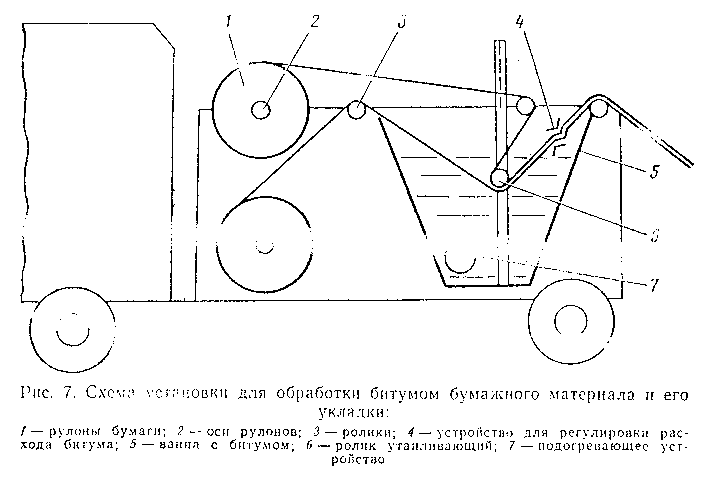 1 2 3 4
5
6
7
Рис. 7. Схема установки для обработки битумом бумажного материала и его
укладки:
1 — рулоны бумаги; 2 — оси рулонов; 3 — ролики; 4 — устройство для регулировки рас-
хода битума; 5 — ванна с битумом; 6 — ролик утапливающий; 7 — подогревающее уст-
ройство